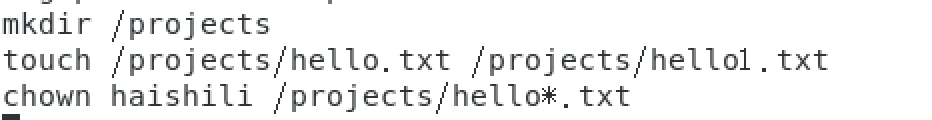 mkdir /projects
touch /projects/hello.txt /projects/hello1.txt
chown haishili /projects/hello*.txt